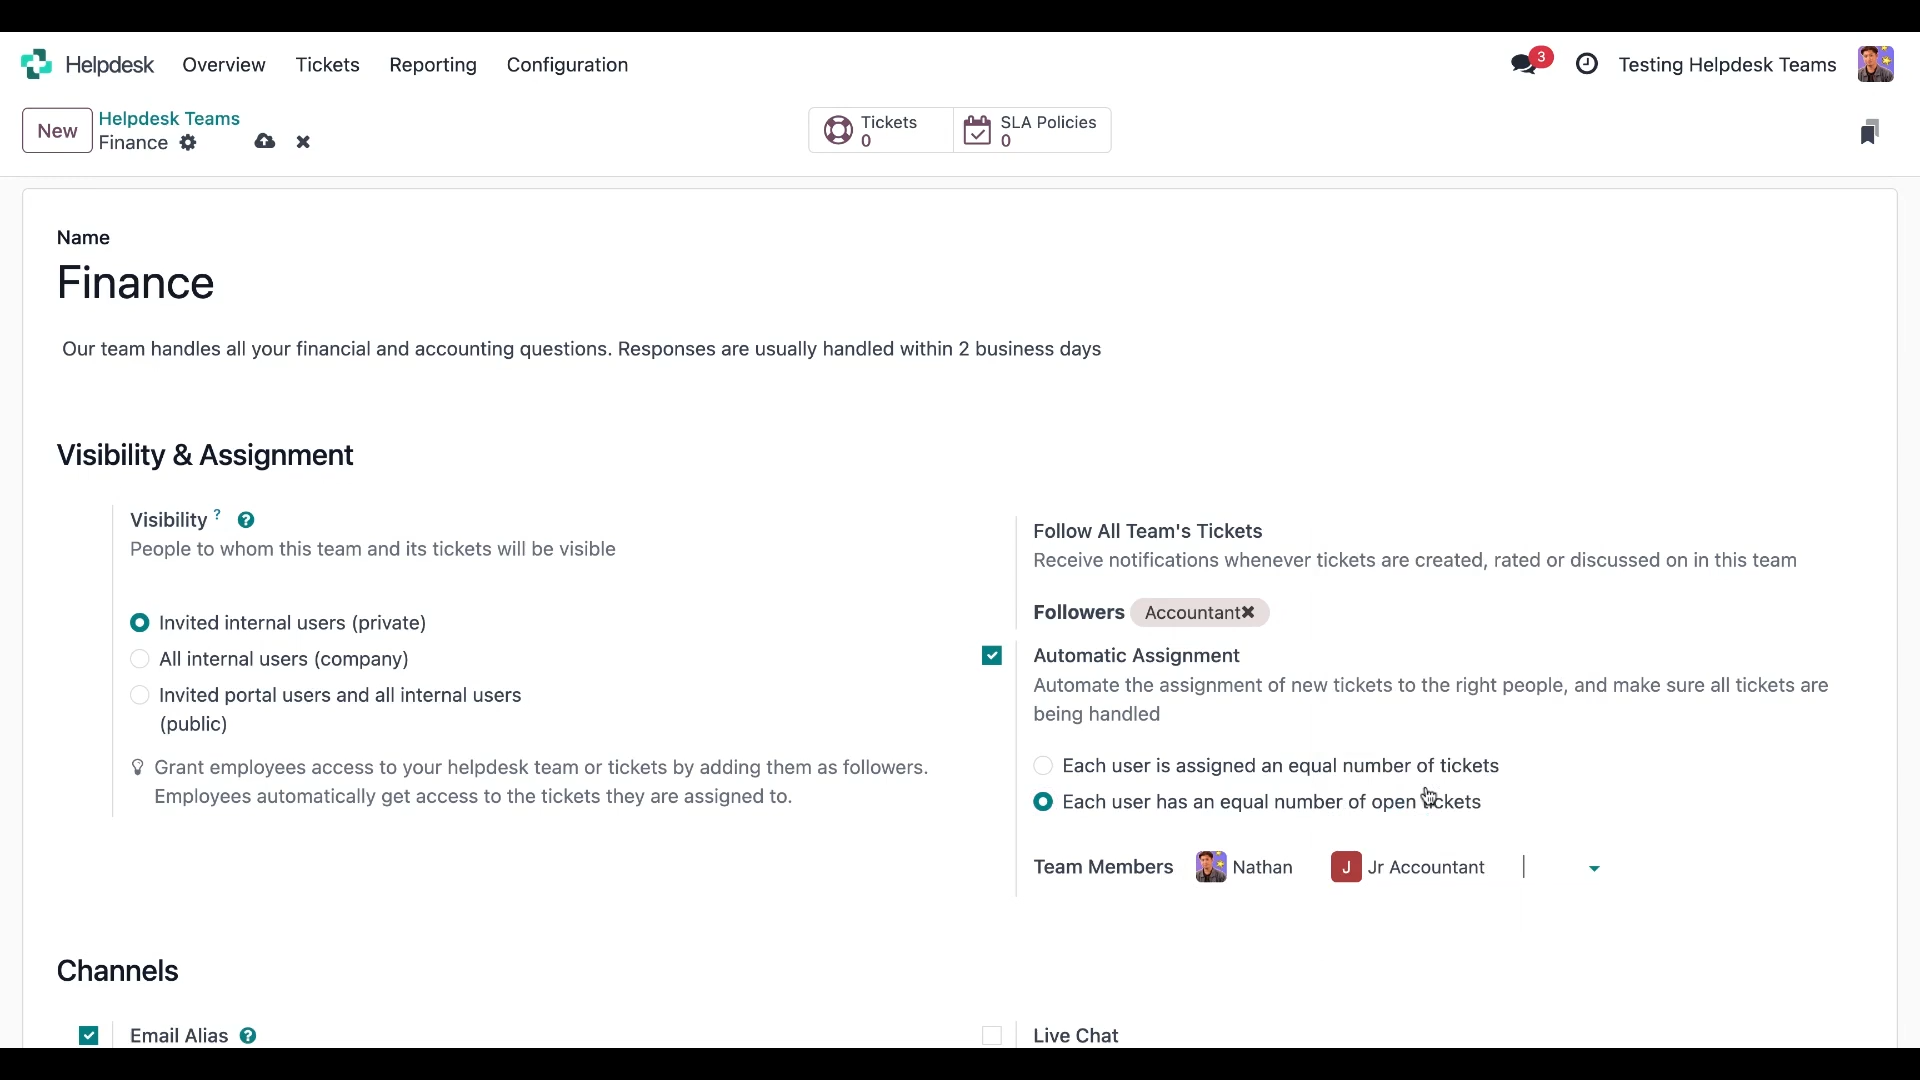 Helpdesk Overview Tickets Reporting Configuration 3 Testing Helpdesk Teams
New Helpdesk Teams
Finance
Tickets
0
SLA Policies
0
Name
Finance
Our team handles all your financial and accounting questions. Responses are usually handled within 2 business days
Visibility & Assignment
Visibility ? ?
People to whom this team and its tickets will be visible
Invited internal users (private)
All internal users (company)
Invited portal users and all internal users
(public)
Grant employees access to your helpdesk team or tickets by adding them as followers.
Employees automatically get access to the tickets they are assigned to.
Follow All Team's Tickets
Receive notifications whenever tickets are created, rated or discussed on in this team
Followers Accountant
Automatic Assignment
Automate the assignment of new tickets to the right people, and make sure all tickets are
being handled
Each user is assigned an equal number of tickets
Each user has an equal number of open tickets
Team Members Nathan J Jr Accountant
Channels
Email Alias ?
Live Chat